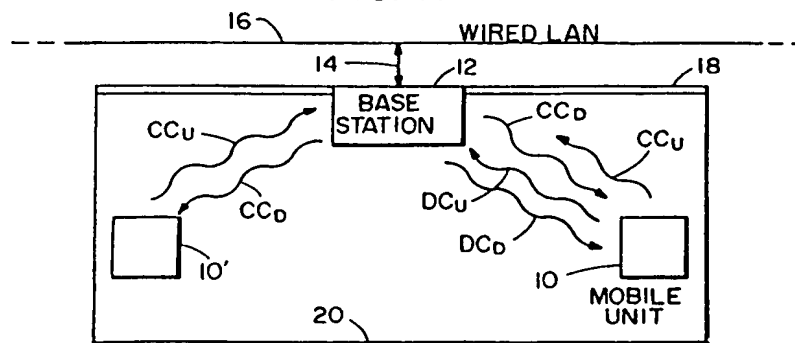 16
WIRED LAN
14
12
18
BASE
STATION
CCU
CCD
CCD
CCU
DCU
DCD
10'
10
MOBILE
UNIT
20